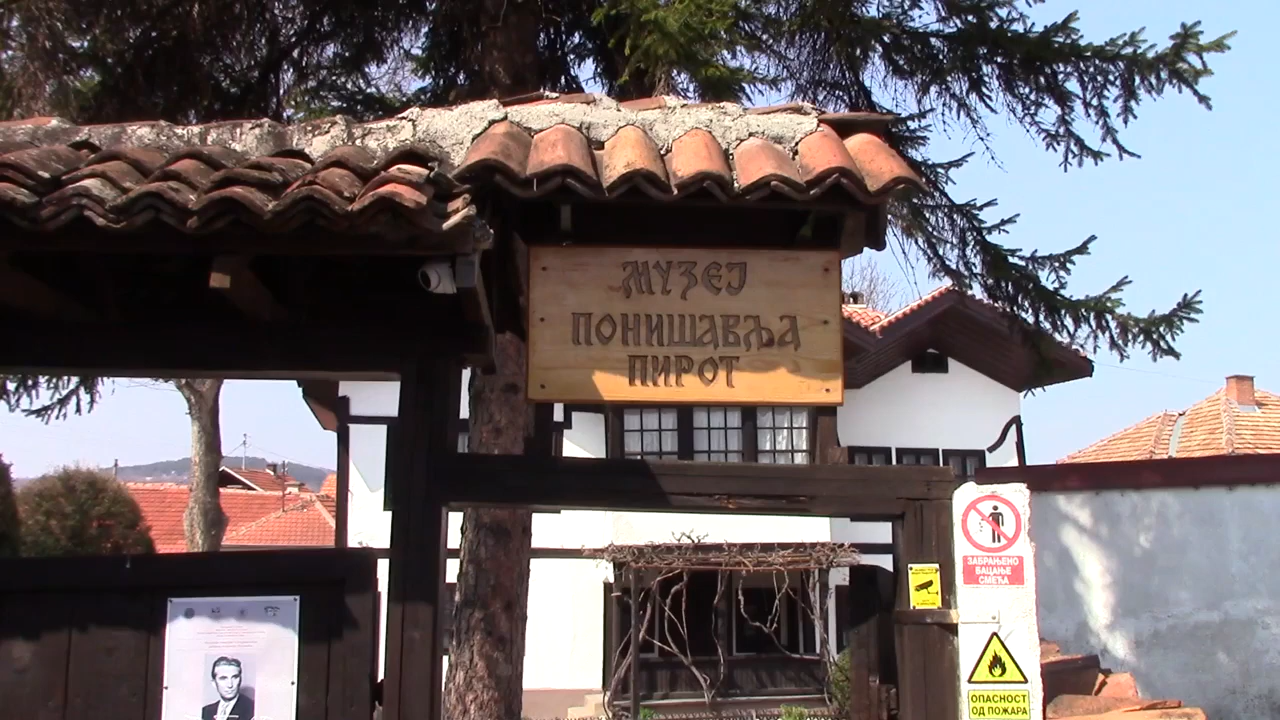 МУЗЕЈ
ПОНИШАВЉА
ПИРОТ
ЗАБРАЊЕНО
БАЦАЊЕ
СМЕЋА
ОПАСНОСТ
ОД ПОЖАРА